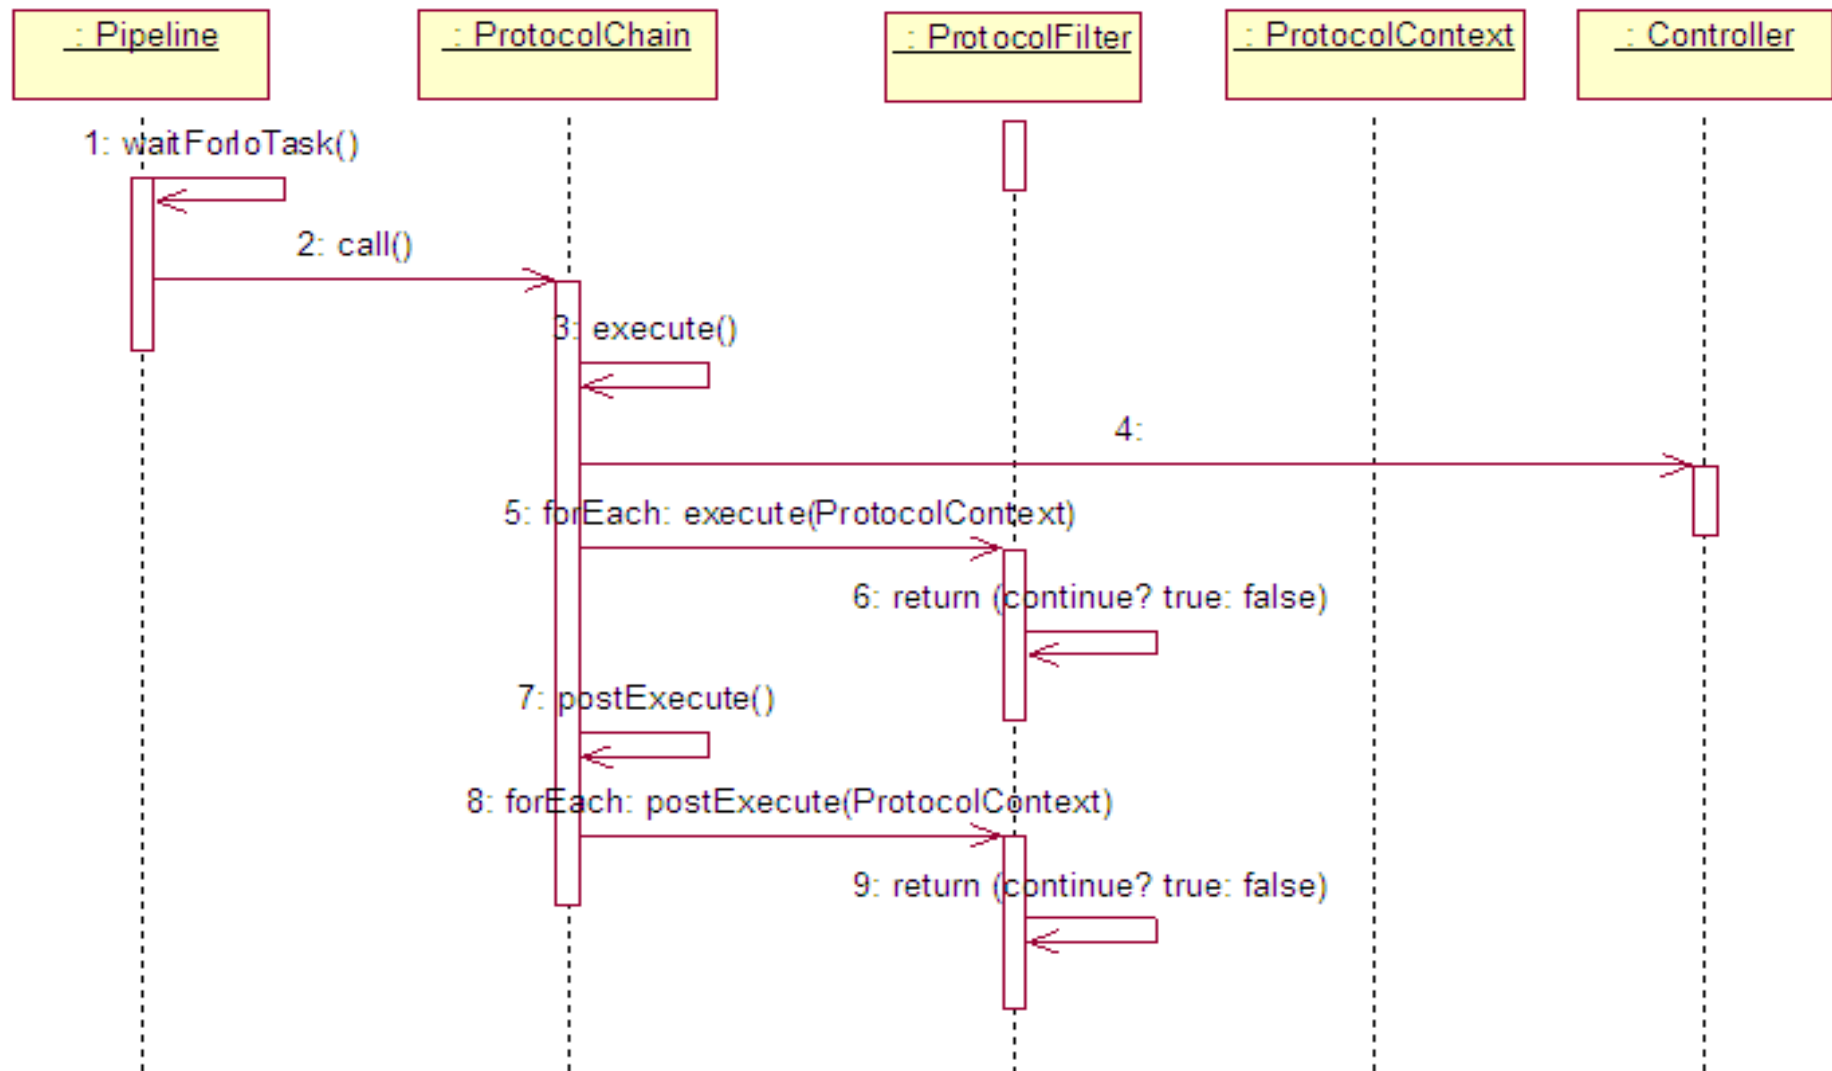 : Pipeline
: ProtocolChain
: ProtocolFilter
: ProtocolContext
: Controller
1: waitForIoTask()
2: call()
3: execute()
4:
5: forEach: execute(ProtocolContext)
6: return (continue? true: false)
7: postExecute()
8: forEach: postExecute(ProtocolContext)
9: return (continue? true: false)